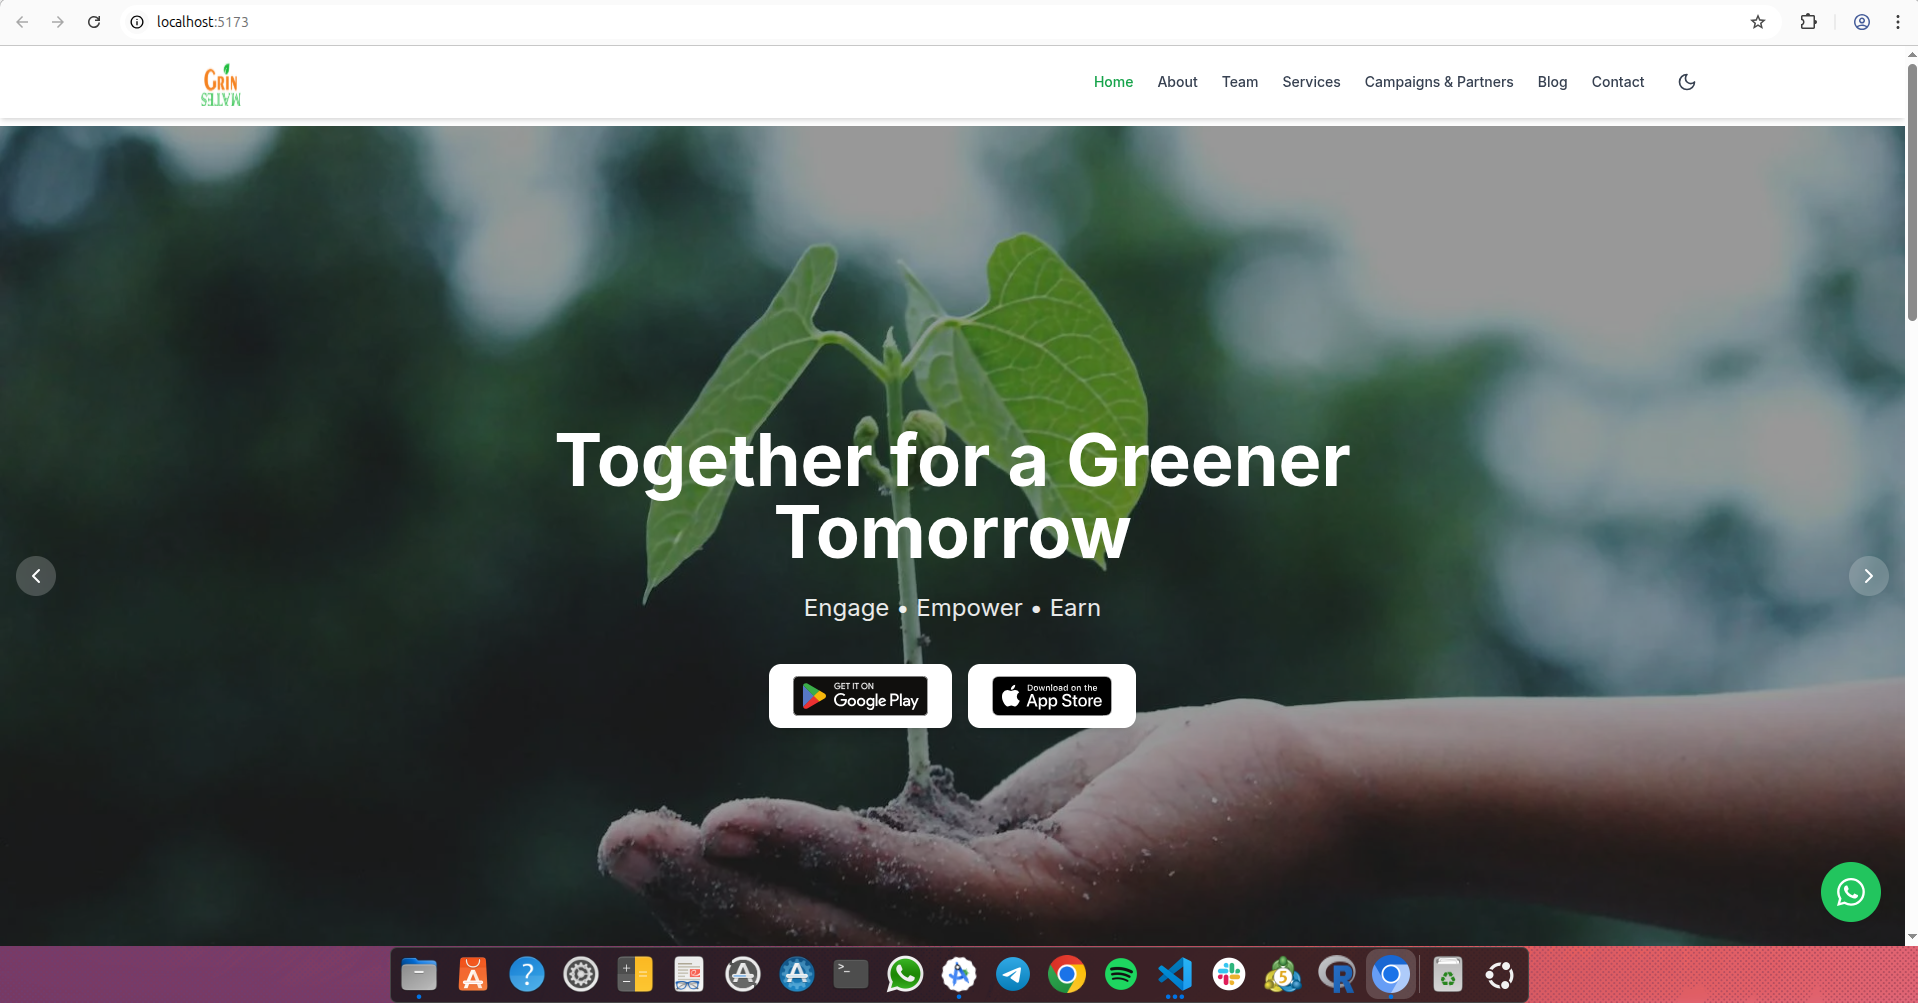 localhost:5173
GRIN
MATES
Home About Team Services Campaigns & Partners Blog Contact
Together for a Greener
Tomorrow
Engage • Empower • Earn
GET IT ON
Google Play
Download on the
App Store